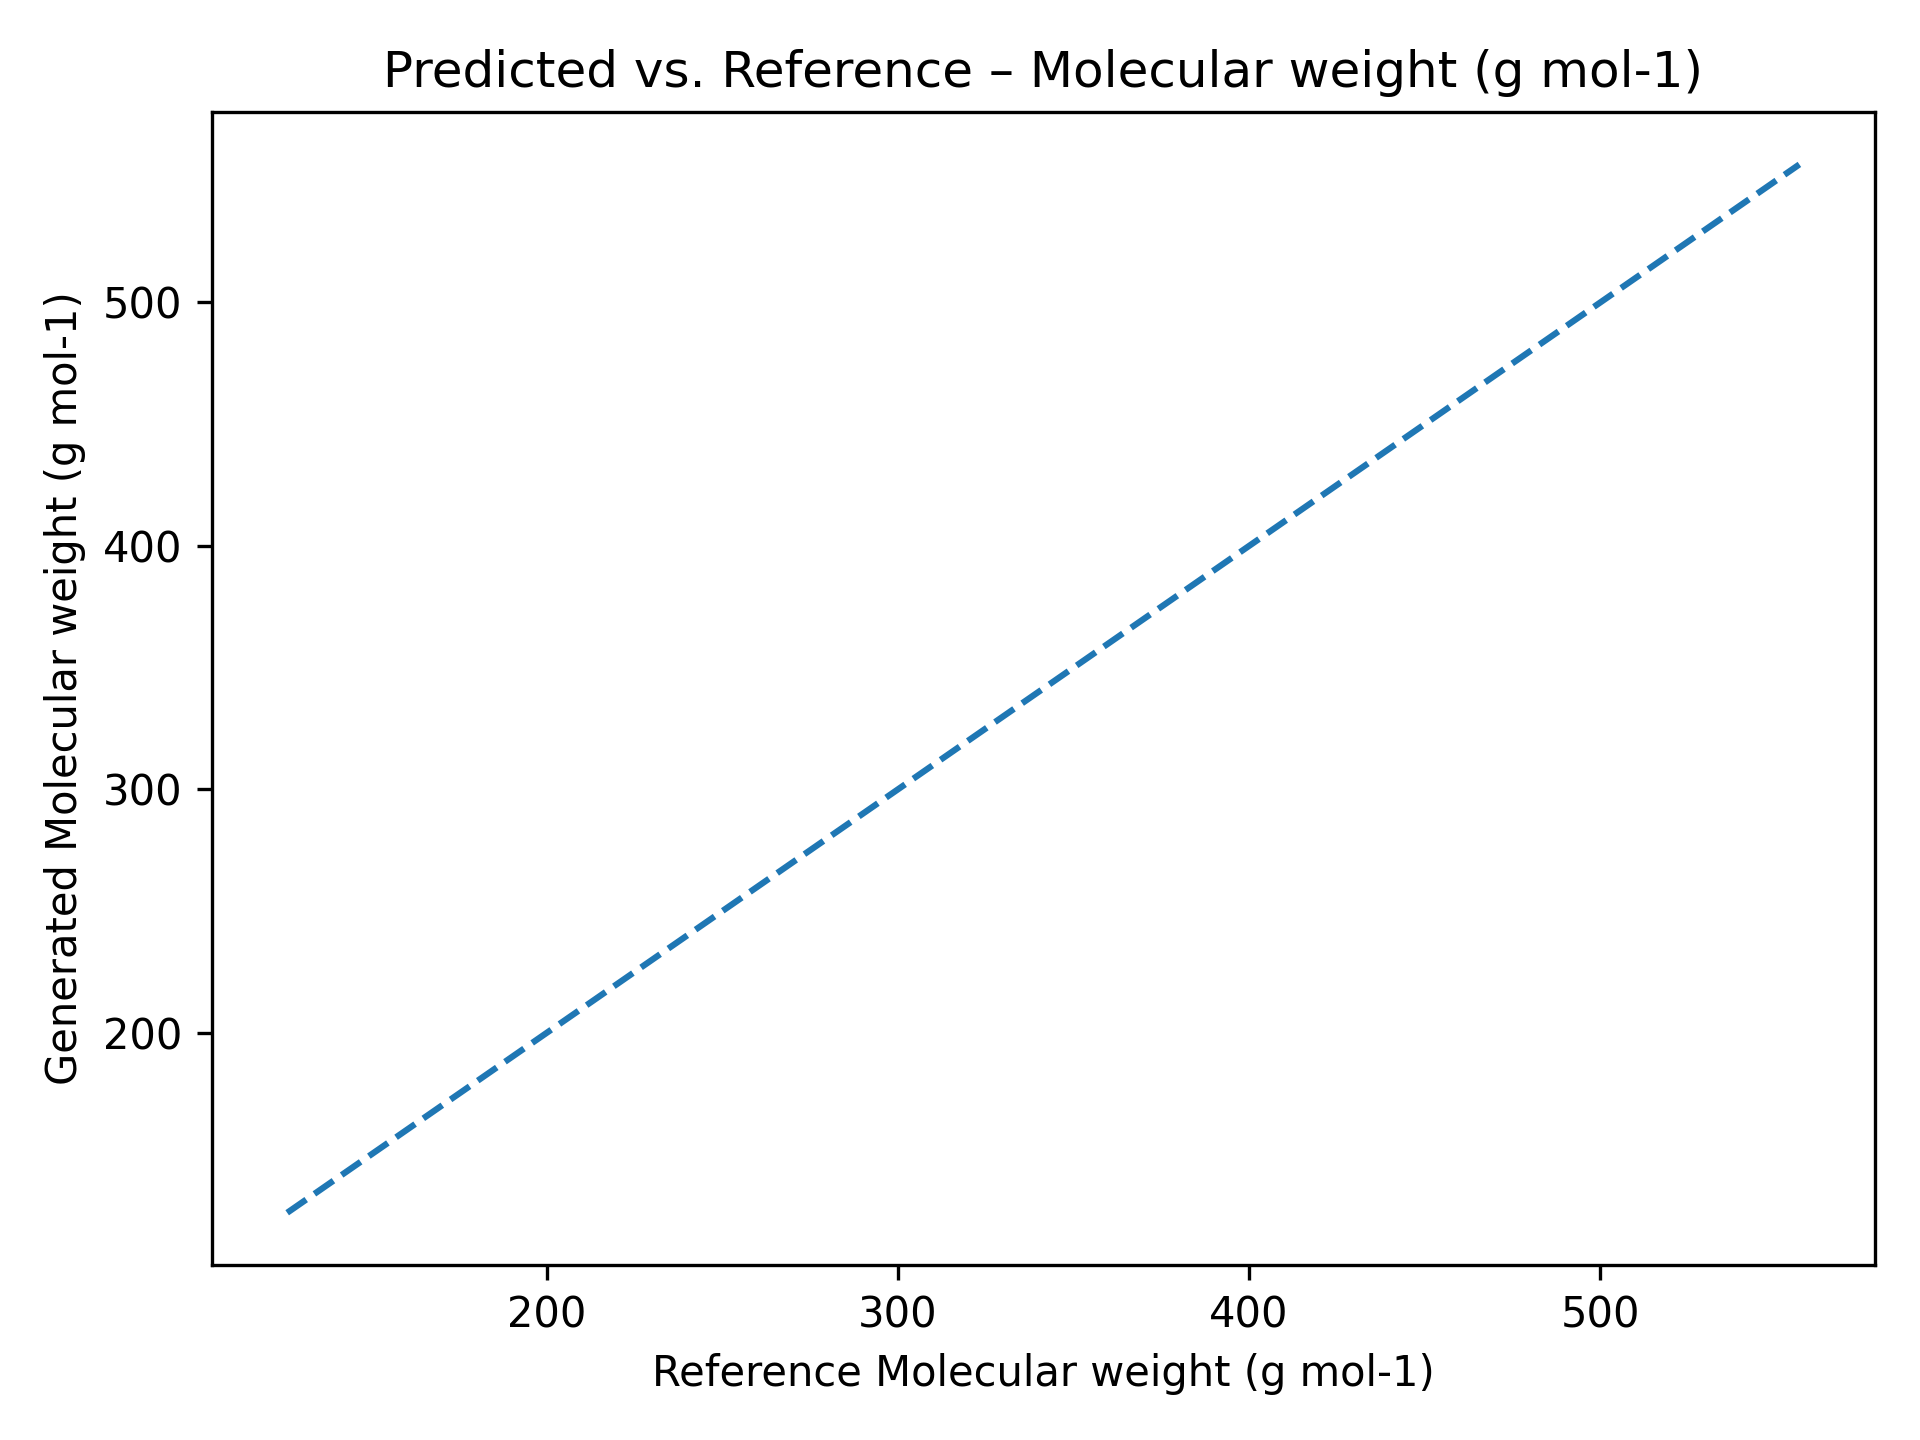 Predicted vs. Reference – Molecular weight (g mol-1)
Generated Molecular weight (g mol-1)
500
400
300
200
200 300 400 500
Reference Molecular weight (g mol-1)